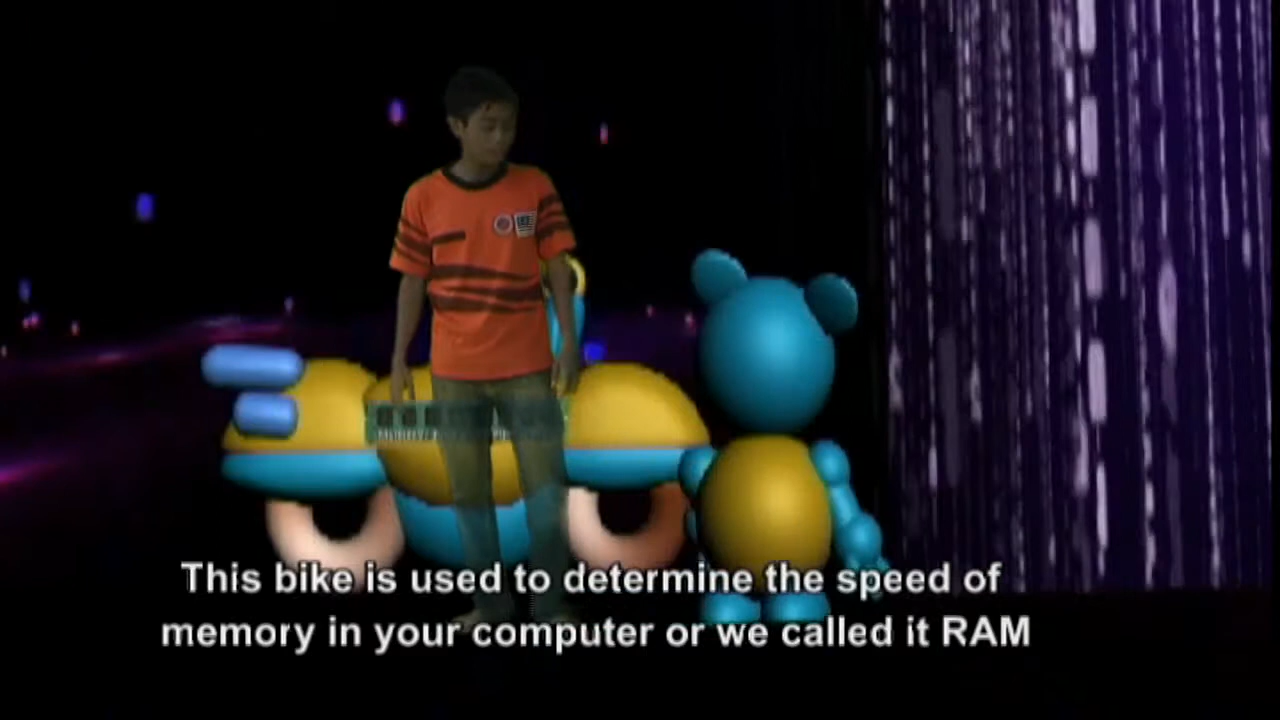 This bike is used to determine the speed of
memory in your computer or we called it RAM